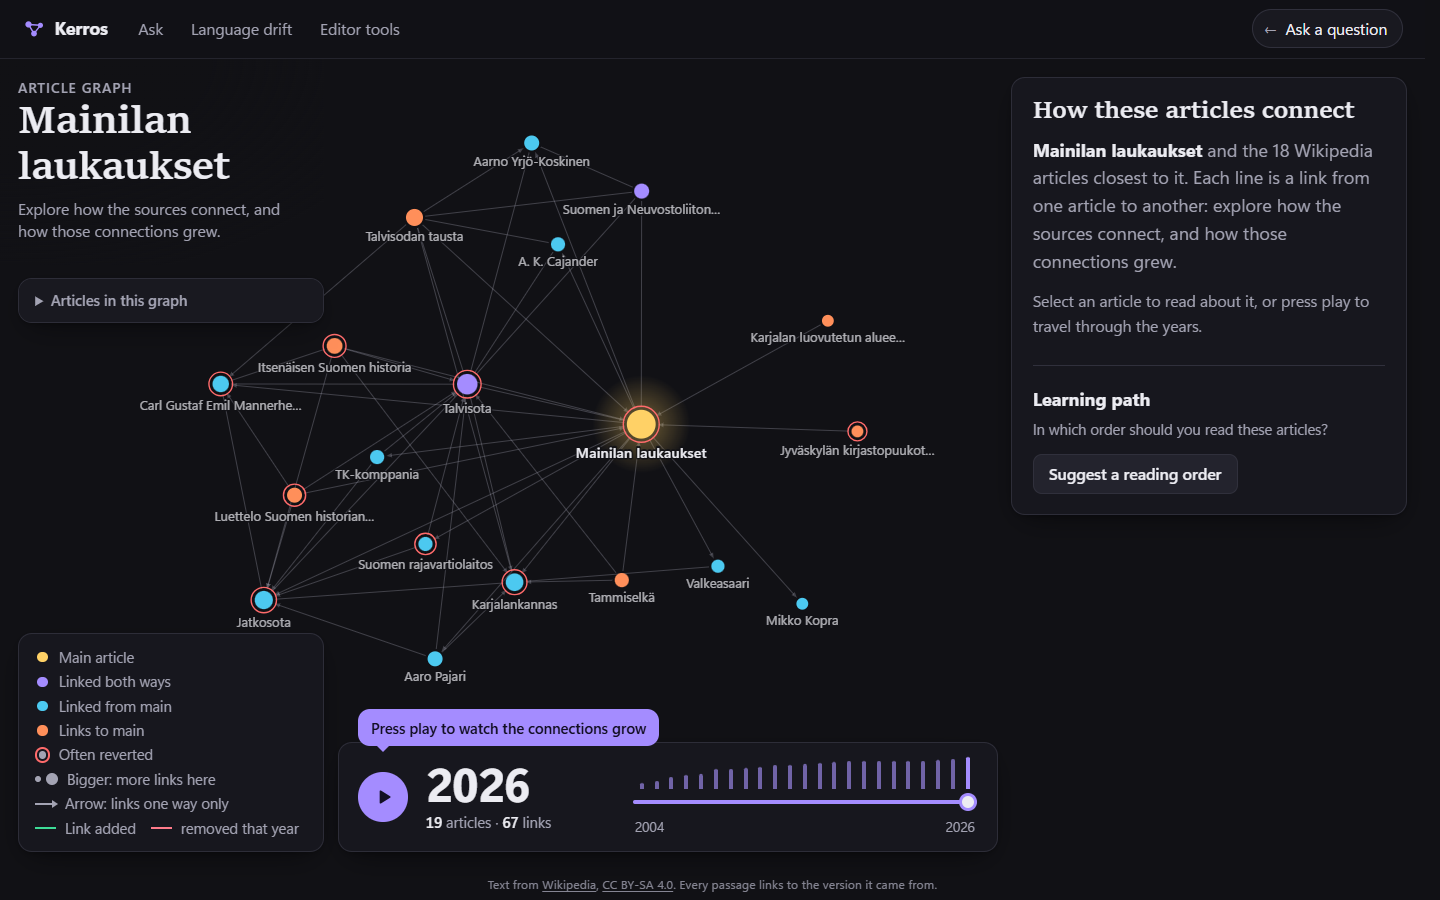 Kerros
Ask
Language drift
Editor tools
← Ask a question
ARTICLE GRAPH
Mainilan
laukaukset
Explore how the sources connect, and
how those connections grew.
Articles in this graph
Aarno Yrjö-Koskinen
Suomen ja Neuvostoliiton...
Talvisodan tausta
A. K. Cajander
Karjalan luovutetun aluee...
Itsenäisen Suomen historia
Carl Gustaf Emil Mannerhe...
Talvisota
Mainilan laukaukset
Jyväskylän kirjastopuukot...
TK-komppania
Luettelo Suomen historian...
Suomen rajavartiolaitos
Valkeasaari
Karjalankannas
Tammiselkä
Mikko Kopra
Jatkosota
Aaro Pajari
Main article
Linked both ways
Linked from main
Links to main
Often reverted
Bigger: more links here
Arrow: links one way only
Link added
removed that year
Press play to watch the connections grow
2026
19 articles · 67 links
2004
2026
How these articles connect
Mainilan laukaukset and the 18 Wikipedia
articles closest to it. Each line is a link from
one article to another: explore how the
sources connect, and how those
connections grew.
Select an article to read about it, or press play to
travel through the years.
Learning path
In which order should you read these articles?
Suggest a reading order
Text from Wikipedia, CC BY-SA 4.0. Every passage links to the version it came from.